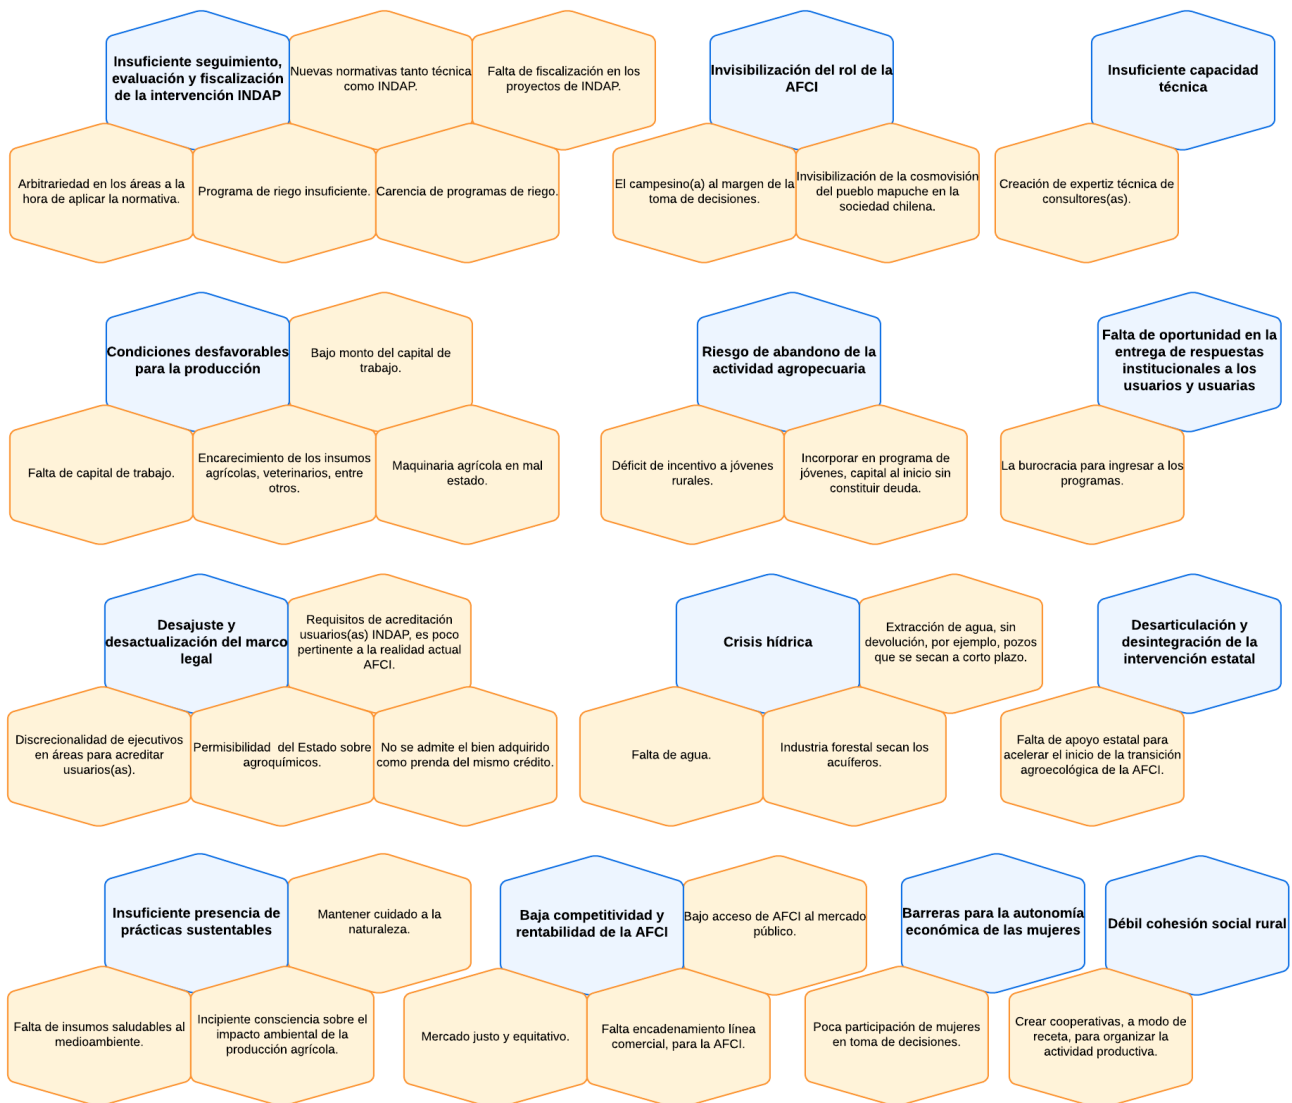 Insuficiente seguimiento,
evaluación y fiscalización
de la intervención INDAP
Nuevas normativas tanto técnica
como INDAP.
Falta de fiscalización en los
proyectos de INDAP.
Arbitrariedad en los áreas a la
hora de aplicar la normativa.
Programa de riego insuficiente.
Carencia de programas de riego.
Invisibilización del rol de la
AFCI
El campesino(a) al margen de la
toma de decisiones.
Invisibilización de la cosmovisión
del pueblo mapuche en la
sociedad chilena.
Insuficiente capacidad
técnica
Creación de expertiz técnica de
consultores(as).
Condiciones desfavorables
para la producción
Bajo monto del capital de
trabajo.
Falta de capital de trabajo.
Encarecimiento de los insumos
agrícolas, veterinarios, entre
otros.
Maquinaria agrícola en mal
estado.
Riesgo de abandono de la
actividad agropecuaria
Déficit de incentivo a jóvenes
rurales.
Incorporar en programa de
jóvenes, capital al inicio sin
constituir deuda.
Falta de oportunidad en la
entrega de respuestas
institucionales a los
usuarios y usuarias
La burocracia para ingresar a los
programas.
Desajuste y
desactualización del marco
legal
Requisitos de acreditación
usuarios(as) INDAP, es poco
pertinente a la realidad actual
AFCI.
Discrecionalidad de ejecutivos
en áreas para acreditar
usuarios(as).
Permisibilidad  del Estado sobre
agroquímicos.
No se admite el bien adquirido
como prenda del mismo crédito.
Crisis hídrica
Extracción de agua, sin
devolución, por ejemplo, pozos
que se secan a corto plazo.
Falta de agua.
Industria forestal secan los
acuíferos.
Desarticulación y
desintegración de la
intervención estatal
Falta de apoyo estatal para
acelerar el inicio de la transición
agroecológica de la AFCI.
Insuficiente presencia de
prácticas sustentables
Mantener cuidado a la
naturaleza.
Falta de insumos saludables al
medioambiente.
Incipiente consciencia sobre el
impacto ambiental de la
producción agrícola.
Baja competitividad y
rentabilidad de la AFCI
Bajo acceso de AFCI al mercado
público.
Mercado justo y equitativo.
Falta encadenamiento línea
comercial, para la AFCI.
Barreras para la autonomía
económica de las mujeres
Poca participación de mujeres
en toma de decisiones.
Débil cohesión social rural
Crear cooperativas, a modo de
receta, para organizar la
actividad productiva.